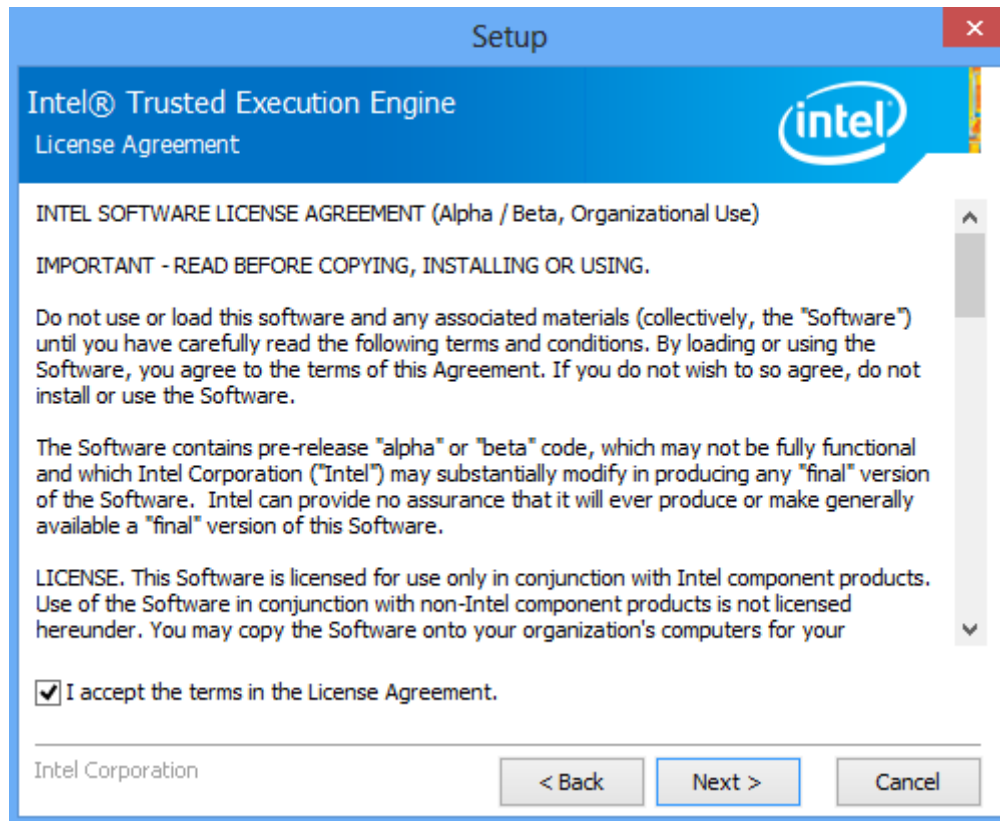 Setup
Intel® Trusted Execution Engine
License Agreement
intel
INTEL SOFTWARE LICENSE AGREEMENT (Alpha / Beta, Organizational Use)
IMPORTANT - READ BEFORE COPYING, INSTALLING OR USING.
Do not use or load this software and any associated materials (collectively, the "Software")
until you have carefully read the following terms and conditions. By loading or using the
Software, you agree to the terms of this Agreement. If you do not wish to so agree, do not
install or use the Software.
The Software contains pre-release "alpha" or "beta" code, which may not be fully functional
and which Intel Corporation ("Intel") may substantially modify in producing any "final" version
of the Software.  Intel can provide no assurance that it will ever produce or make generally
available a "final" version of this Software.
LICENSE. This Software is licensed for use only in conjunction with Intel component products.
Use of the Software in conjunction with non-Intel component products is not licensed
hereunder. You may copy the Software onto your organization's computers for your
I accept the terms in the License Agreement.
Intel Corporation
< Back
Next >
Cancel